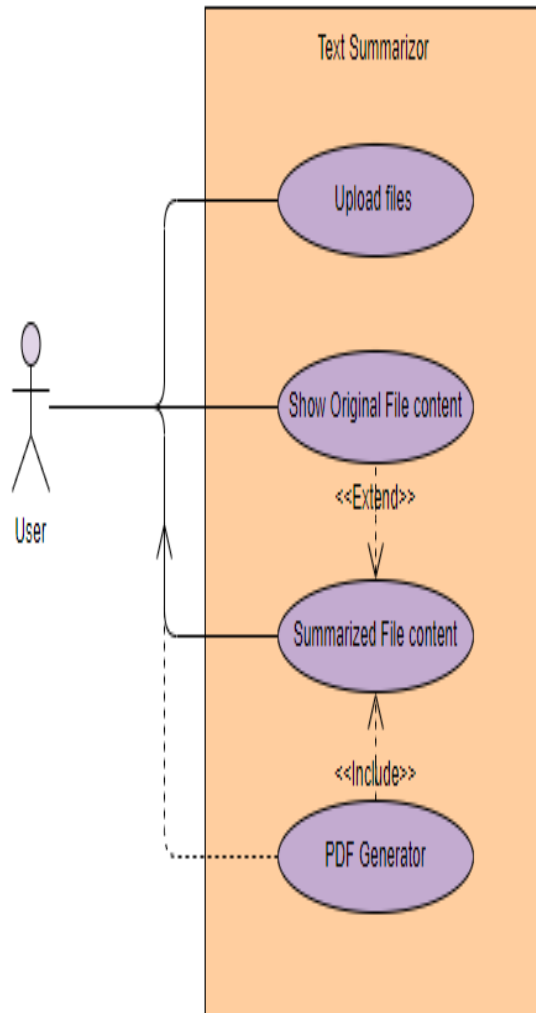 Text Summarizor
Upload files
Show Original File content
<<Extend>>
User
Summarized File content
<<Include>>
PDF Generator